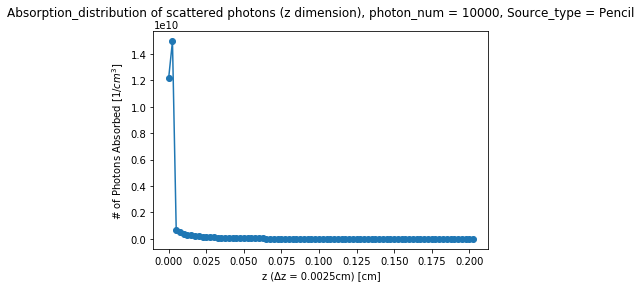 Absorption_distribution of scattered photons (z dimension), photon_num = 10000, Source_type = Pencil
1e10
1.4
1.2
1.0
0.8
0.6
0.4
0.2
0.0
# of Photons Absorbed [1/cm³]
0.000 0.025 0.050 0.075 0.100 0.125 0.150 0.175 0.200
z (Δz = 0.0025cm) [cm]